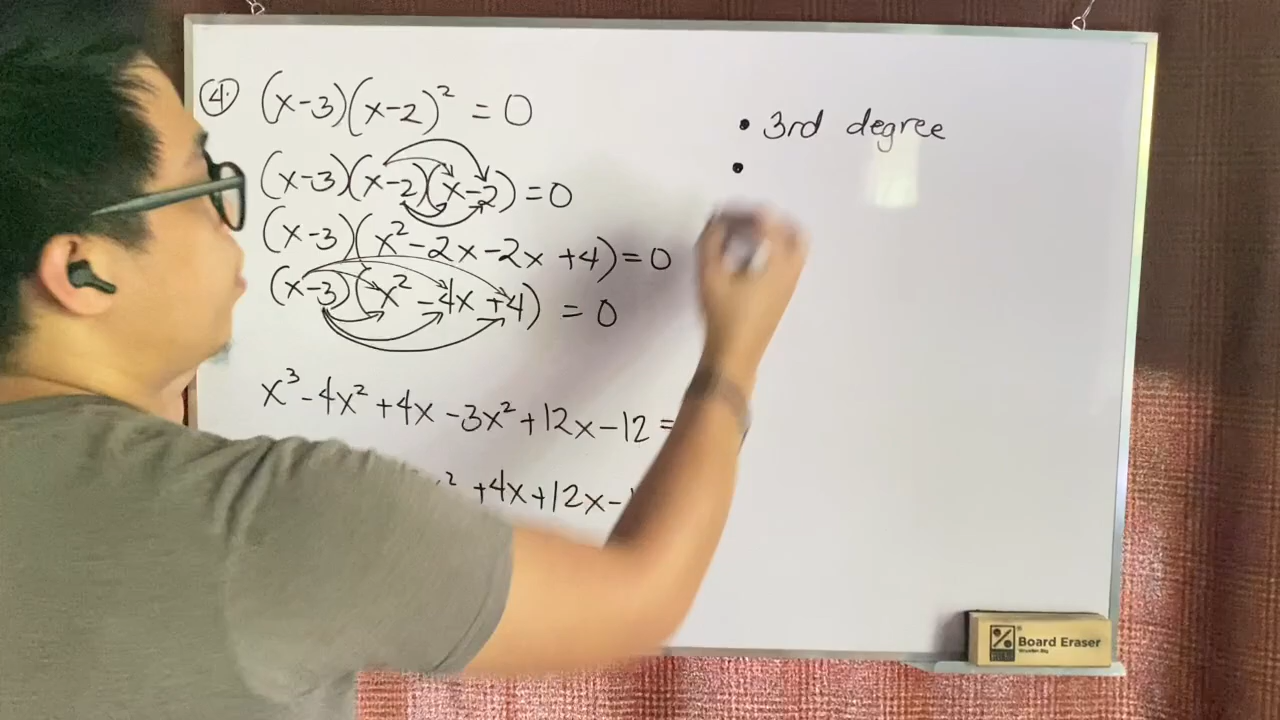 ④ (x-3)(x-2)² = 0
(x-3)(x-2)(x-2) = 0
(x-3)(x²-2x-2x+4) = 0
(x-3)(x²-4x+4) = 0
x³-4x²+4x-3x²+12x-12 =
+4x+12x-
• 3rd degree
•
Board Eraser